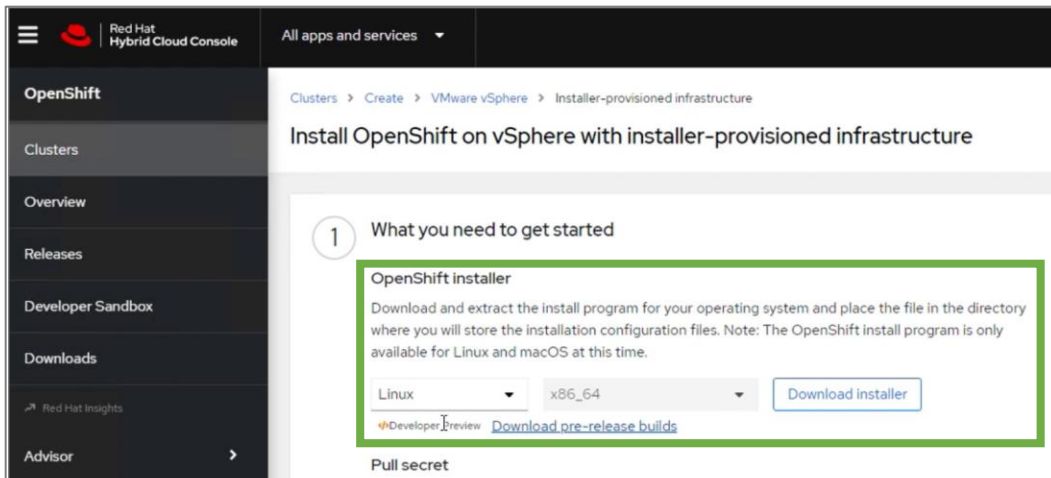 Red Hat
Hybrid Cloud Console
All apps and services
OpenShift
Clusters
Overview
Releases
Developer Sandbox
Downloads
Red Hat Insights
Advisor
Clusters > Create > VMware vSphere > Installer-provisioned infrastructure
Install OpenShift on vSphere with installer-provisioned infrastructure
1
What you need to get started
OpenShift installer
Download and extract the install program for your operating system and place the file in the directory
where you will store the installation configuration files. Note: The OpenShift install program is only
available for Linux and macOS at this time.
Linux
x86_64
Download installer
Developer Preview Download pre-release builds
Pull secret